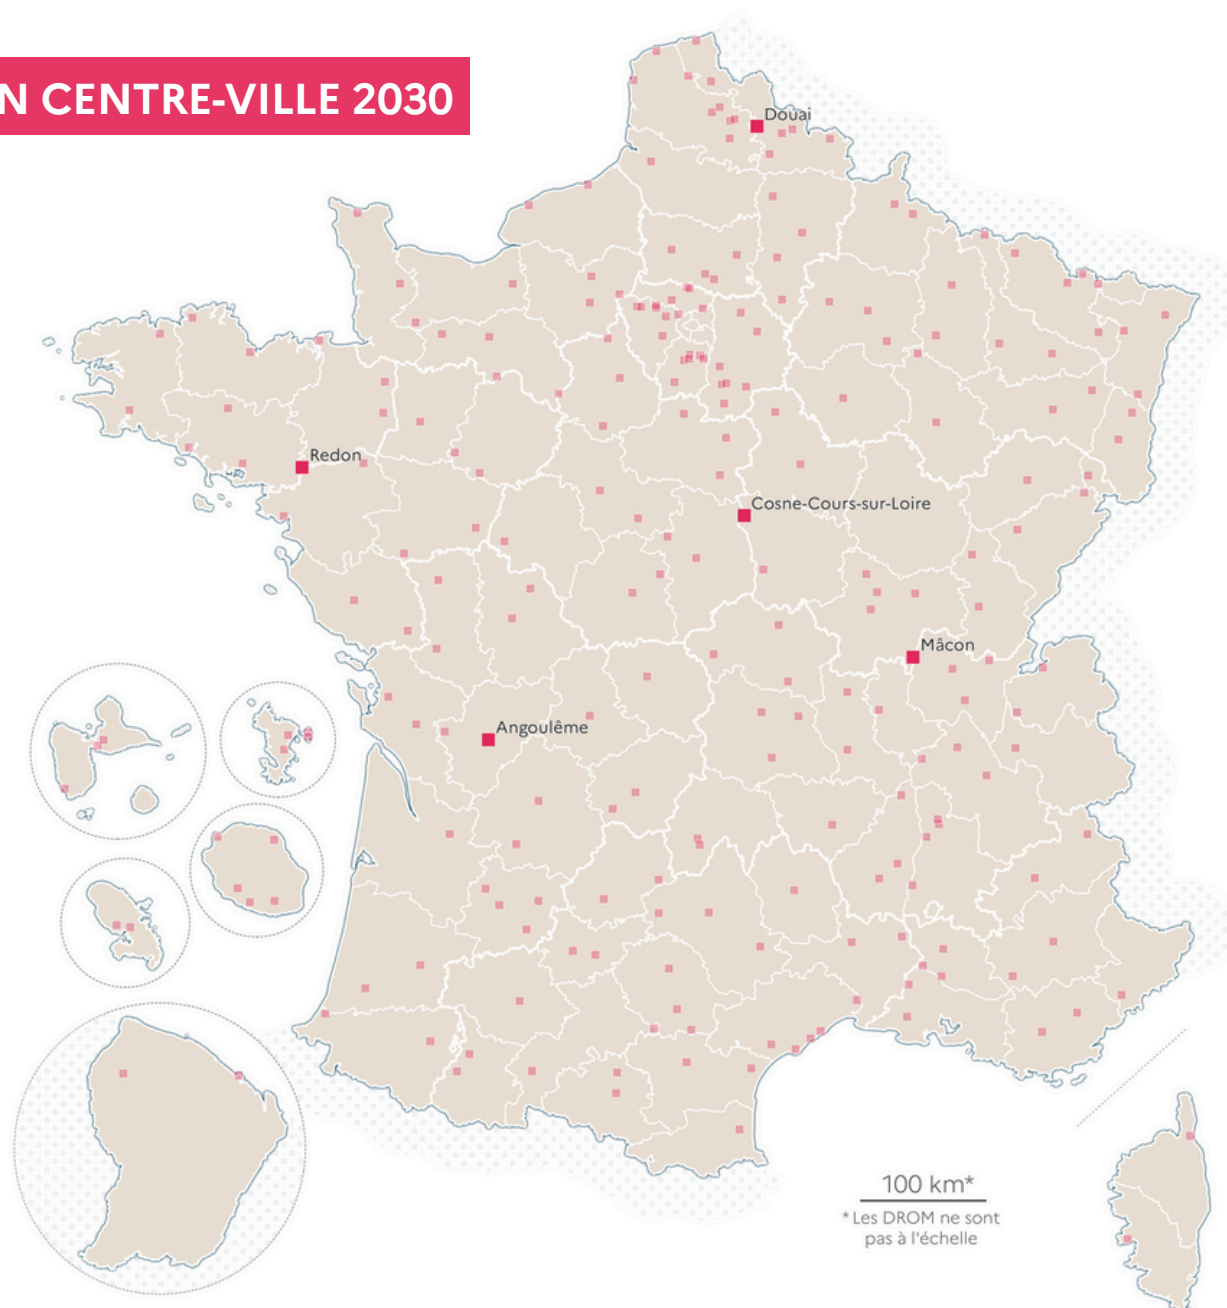 N CENTRE-VILLE 2030
Douai
Redon
Cosne-Cours-sur-Loire
Mâcon
Angoulême
100 km*
* Les DROM ne sont
pas à l'échelle